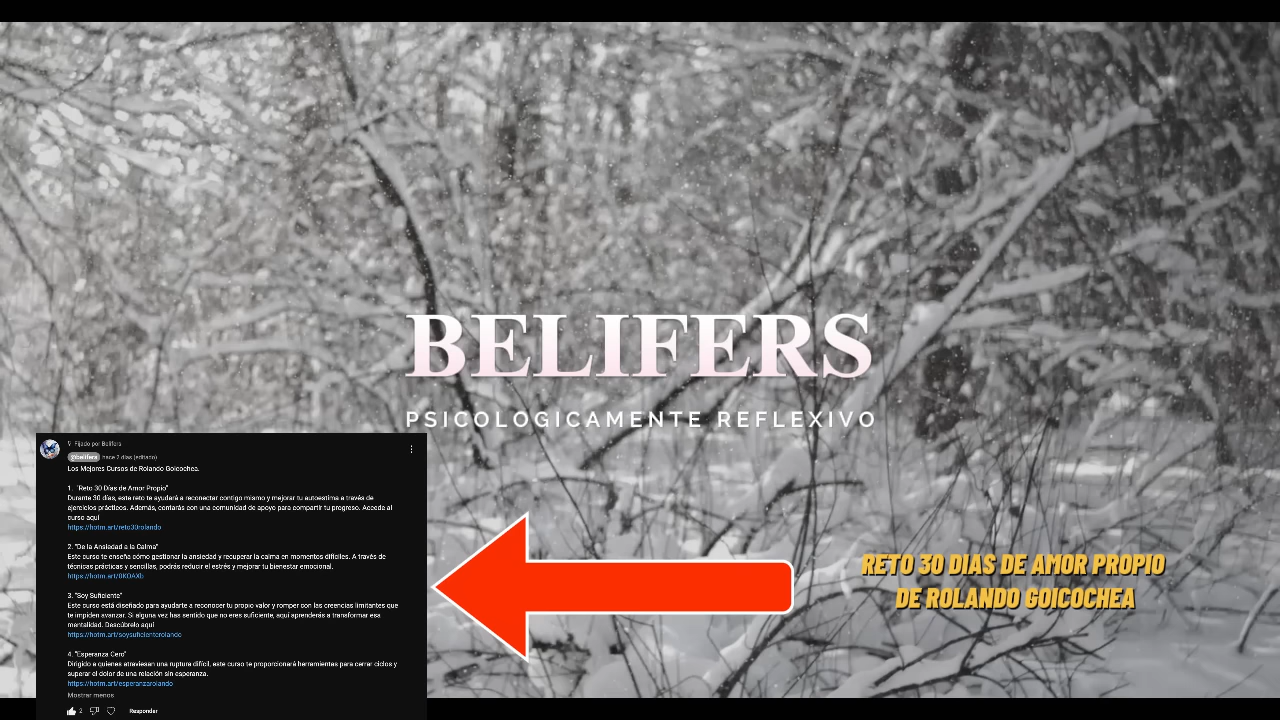 BELIFERS
PSICOLOGICAMENTE REFLEXIVO
Fijado por Belifers
@belifers hace 2 días (editado)
Los Mejores Cursos de Rolando Goicochea.
1. "Reto 30 Días de Amor Propio"
Durante 30 días, este reto te ayudará a reconectar contigo mismo y mejorar tu autoestima a través de
ejercicios prácticos. Además, contarás con una comunidad de apoyo para compartir tu progreso. Accede al
curso aquí
https://hotm.art/reto30rolando
2. "De la Ansiedad a la Calma"
Este curso te enseña cómo gestionar la ansiedad y recuperar la calma en momentos difíciles. A través de
técnicas prácticas y sencillas, podrás reducir el estrés y mejorar tu bienestar emocional.
https://hotm.art/0KOAXb
3. "Soy Suficiente"
Este curso está diseñado para ayudarte a reconocer tu propio valor y romper con las creencias limitantes que
te impiden avanzar. Si alguna vez has sentido que no eres suficiente, aquí aprenderás a transformar esa
mentalidad. Descúbrelo aquí
https://hotm.art/soysuficienterolando
4. "Esperanza Cero"
Dirigido a quienes atraviesan una ruptura difícil, este curso te proporcionará herramientas para cerrar ciclos y
superar el dolor de una relación sin esperanza.
https://hotm.art/esperanzarolando
Mostrar menos
2 Responder
RETO 30 DIAS DE AMOR PROPIO
DE ROLANDO GOICOCHEA